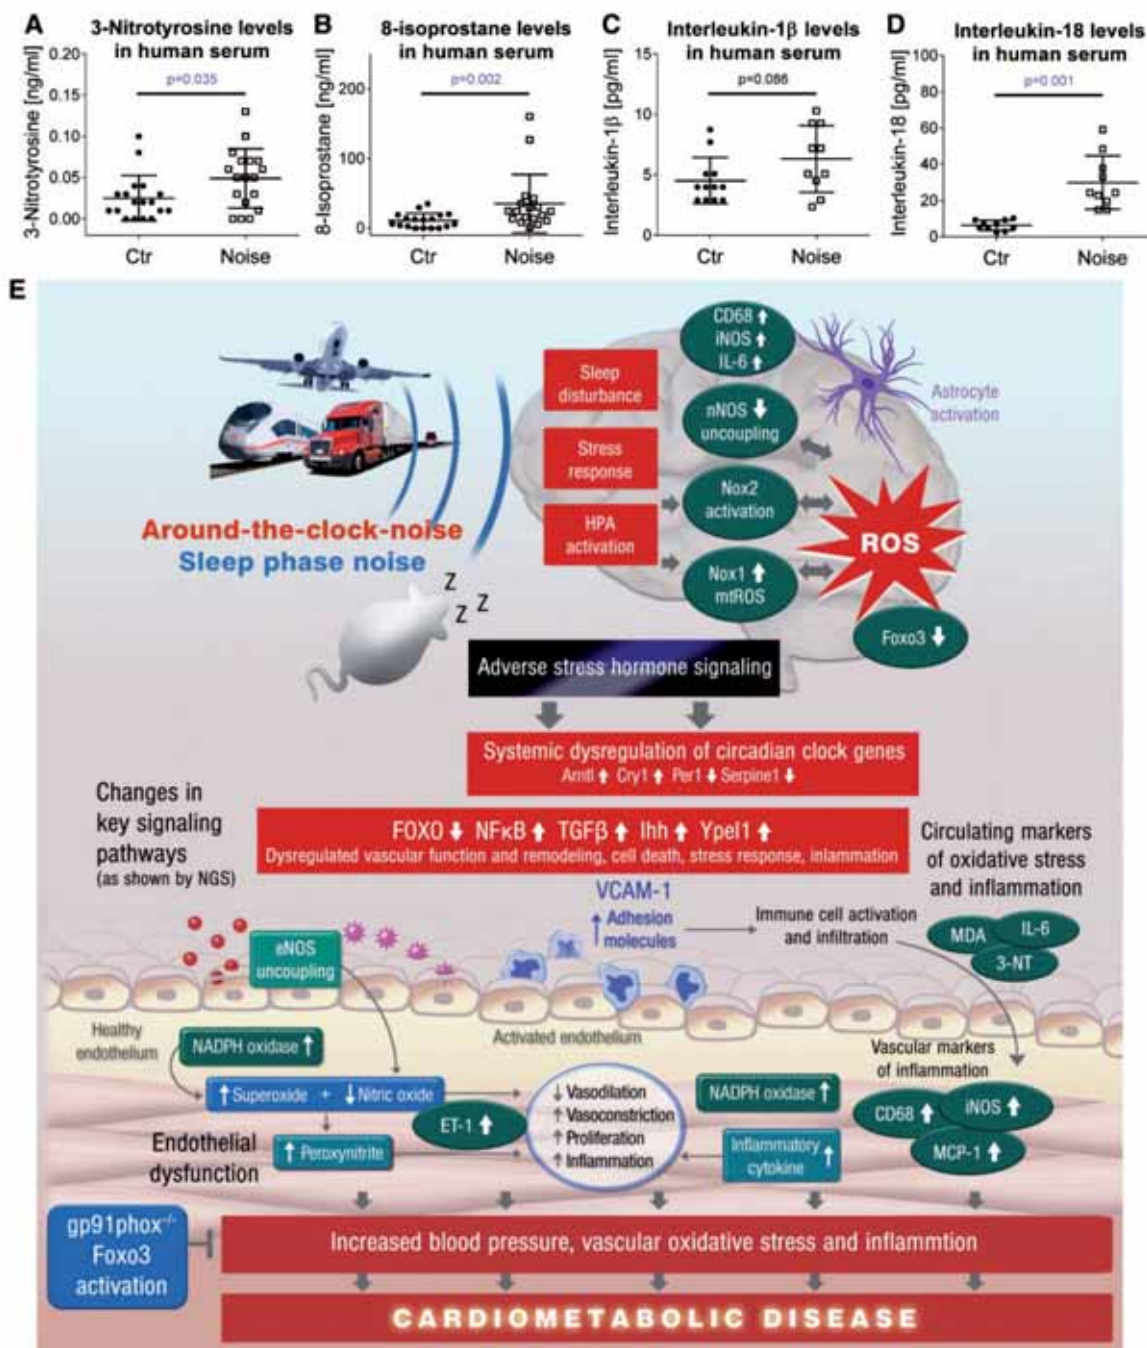 A
3-Nitrotyrosine levels
in human serum
p=0.035
3-Nitrotyrosine [ng/ml]
0.20
0.15
0.10
0.05
0.00
Ctr
Noise
B
8-isoprostane levels
in human serum
p=0.002
8-Isoprostane [ng/ml]
200
100
0
Ctr
Noise
C
Interleukin-1β levels
in human serum
p=0.086
Interleukin-1β [pg/ml]
15
10
5
0
Ctr
Noise
D
Interleukin-18 levels
in human serum
p=0.001
Interleukin-18 [pg/ml]
100
80
60
40
20
0
Ctr
Noise
E
Around-the-clock-noise
Sleep phase noise
Z
Z
Z
Sleep
disturbance
Stress
response
HPA
activation
CD68 ⬆
iNOS ⬆
IL-6 ⬆
nNOS ⬇
uncoupling
Nox2
activation
Nox1 ⬆
mtROS
Astrocyte
activation
ROS
Foxo3 ⬇
Adverse stress hormone signaling
Systemic dysregulation of circadian clock genes
Arntl ⬆ Cry1 ⬆ Per1 ⬇ Serpine1 ⬇
Changes in
key signaling
pathways
(as shown by NGS)
FOXO ⬇ NFκB ⬆ TGFβ ⬆ Ihh ⬆ Ypel1 ⬆
Dysregulated vascular function and remodeling, cell death, stress response, inlammation
Circulating markers
of oxidative stress
and inflammation
MDA
IL-6
3-NT
VCAM-1
↑ Adhesion
molecules
Immune cell activation
and infiltration
eNOS
uncoupling
Healthy
endothelium
Activated endothelium
NADPH oxidase ↑
↑ Superoxide + ↓ Nitric oxide
ET-1 ⬆
Endothelial
dysfunction
↑ Peroxynitrite
↓ Vasodilation
↑ Vasoconstriction
↑ Proliferation
↑ Inflammation
NADPH oxidase ↑
Inflammatory
cytokine ↑
Vascular markers
of inflammation
CD68 ⬆
iNOS ⬆
MCP-1 ⬆
gp91phox-/-
Foxo3
activation
Increased blood pressure, vascular oxidative stress and inflammtion
CARDIOMETABOLIC DISEASE